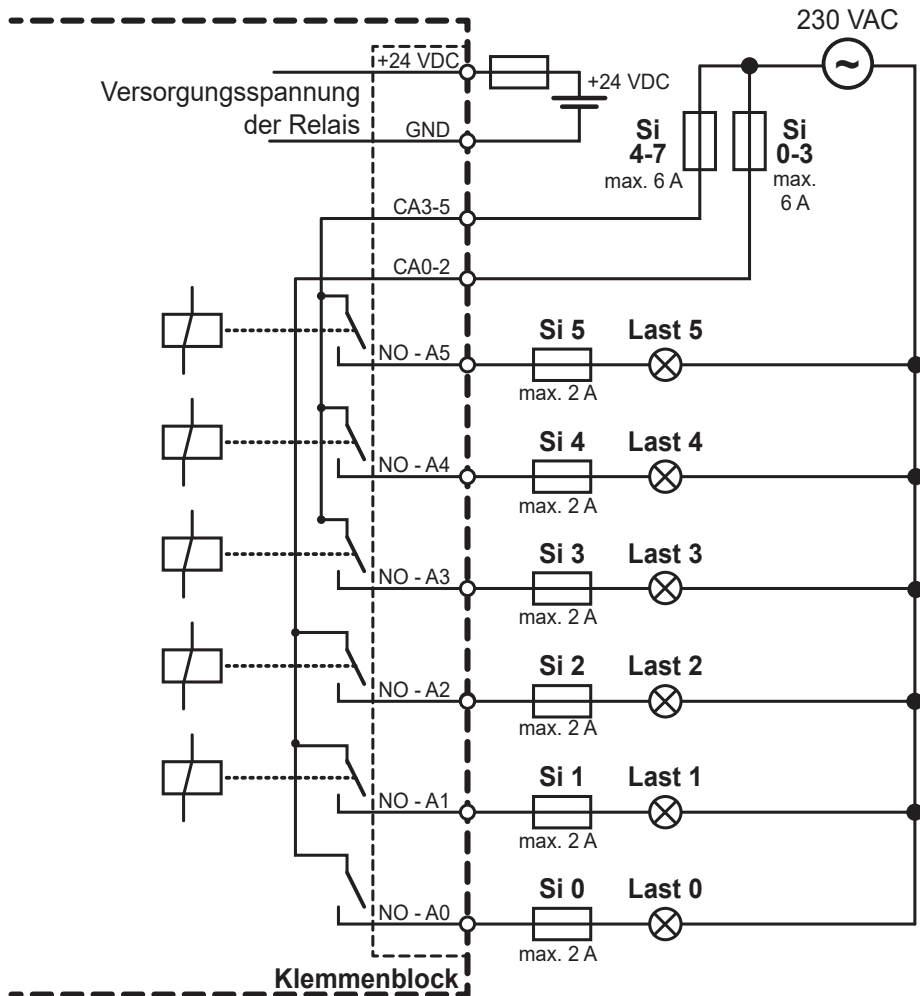 230 VAC
+24 VDC
+24 VDC
Versorgungsspannung
der Relais
GND
Si
4-7
max. 6 A
Si
0-3
max.
6 A
CA3-5
CA0-2
NO - A5
Si 5
max. 2 A
Last 5
NO - A4
Si 4
max. 2 A
Last 4
NO - A3
Si 3
max. 2 A
Last 3
NO - A2
Si 2
max. 2 A
Last 2
NO - A1
Si 1
max. 2 A
Last 1
NO - A0
Si 0
max. 2 A
Last 0
Klemmenblock